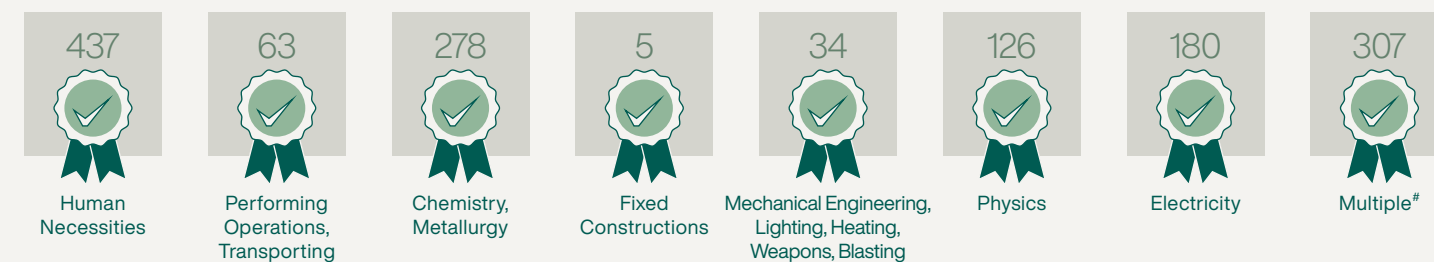 437
Human
Necessities
63
Performing
Operations,
Transporting
278
Chemistry,
Metallurgy
5
Fixed
Constructions
34
Mechanical Engineering,
Lighting, Heating,
Weapons, Blasting
126
Physics
180
Electricity
307
Multiple#